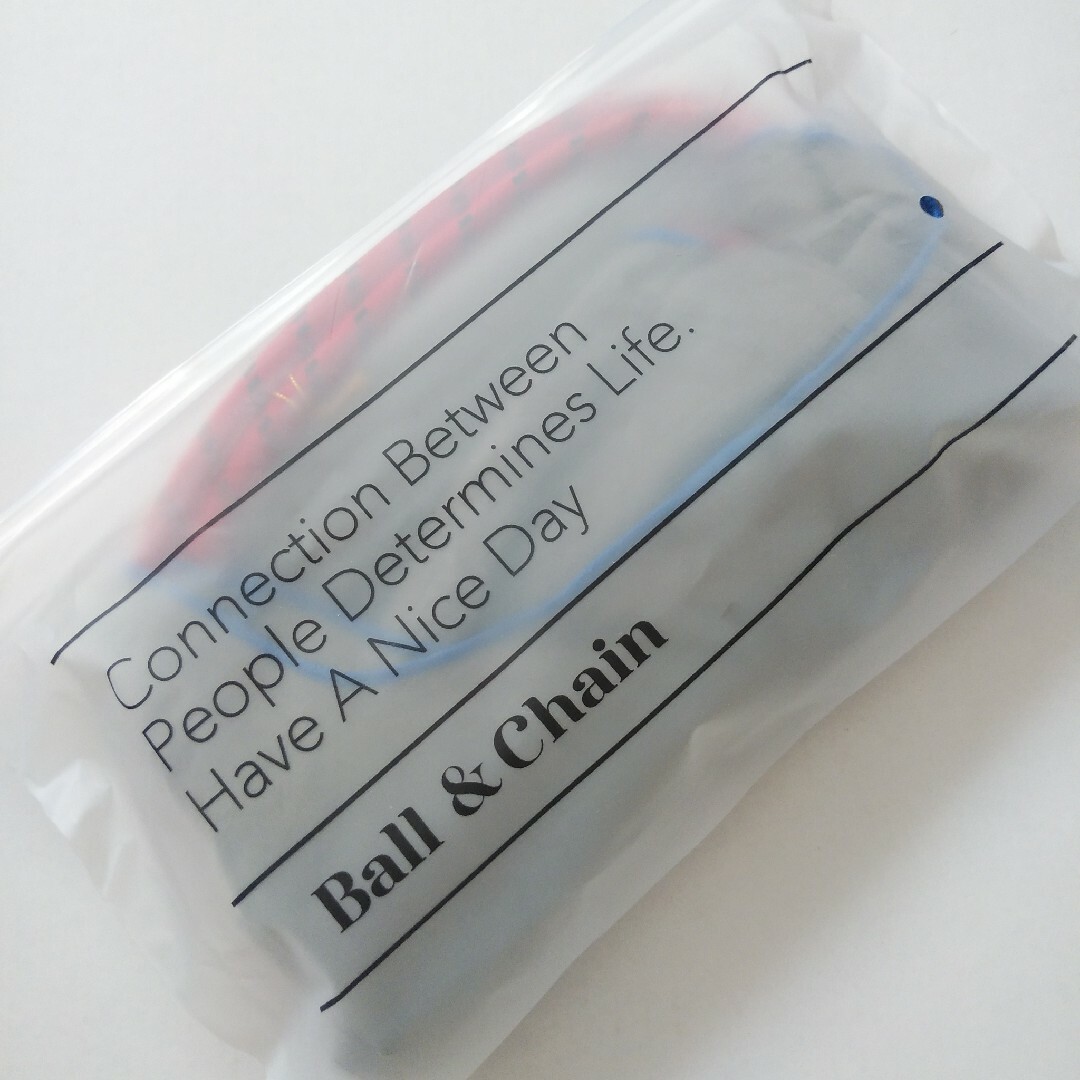 Connection Between
People Determines Life.
Have A Nice Day
Ball & Chain